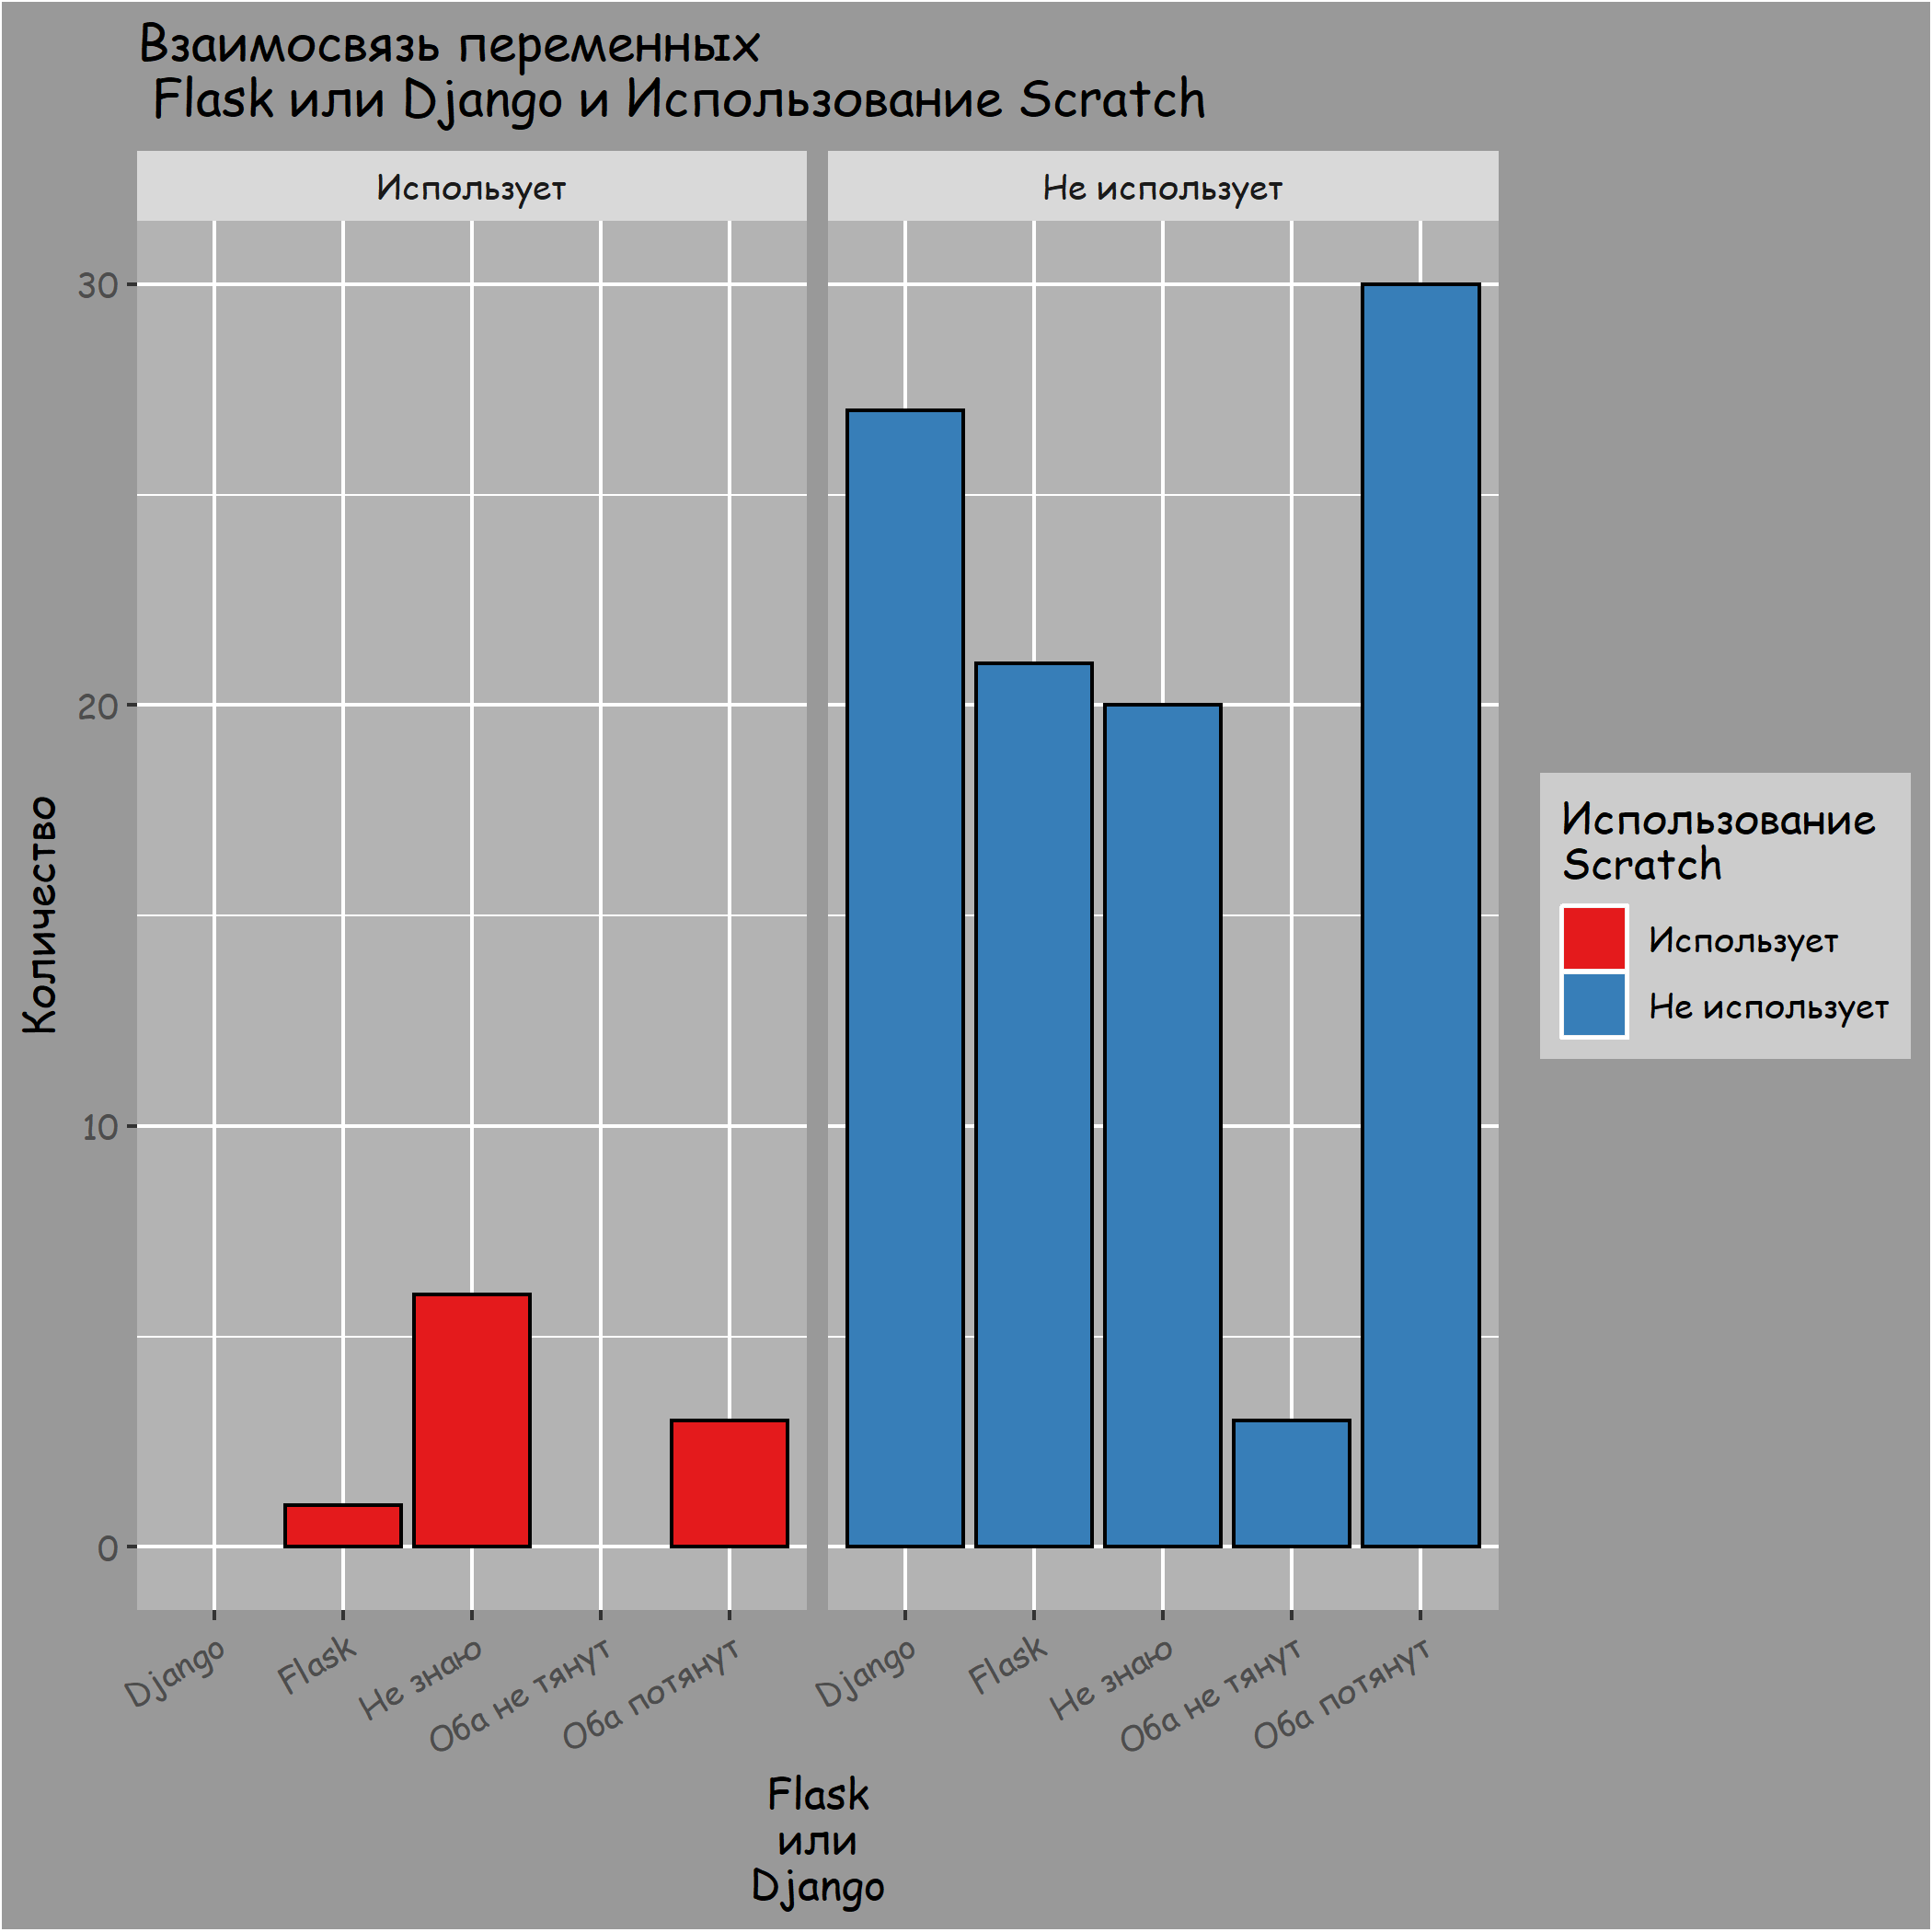 Взаимосвязь переменных
Flask или Django и Использование Scratch
Использует
Не использует
30
20
10
0
Количество
Django
Flask
Не знаю
Оба не тянут
Оба потянут
Django
Flask
Не знаю
Оба не тянут
Оба потянут
Flask
или
Django
Использование
Scratch
Использует
Не использует